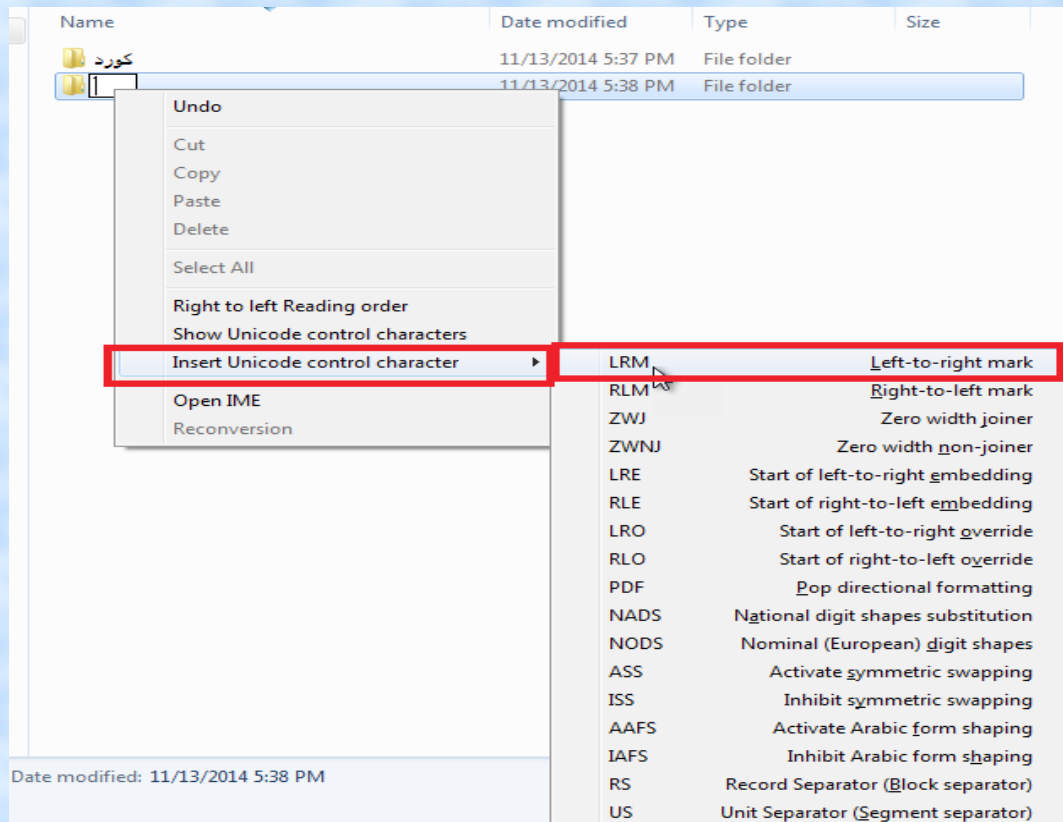 Name Date modified Type Size
كورد 11/13/2014 5:37 PM File folder
11/13/2014 5:38 PM File folder
Undo
Cut
Copy
Paste
Delete
Select All
Right to left Reading order
Show Unicode control characters
Insert Unicode control character
Open IME
Reconversion
LRM Left-to-right mark
RLM Right-to-left mark
ZWJ Zero width joiner
ZWNJ Zero width non-joiner
LRE Start of left-to-right embedding
RLE Start of right-to-left embedding
LRO Start of left-to-right override
RLO Start of right-to-left override
PDF Pop directional formatting
NADS National digit shapes substitution
NODS Nominal (European) digit shapes
ASS Activate symmetric swapping
ISS Inhibit symmetric swapping
AAFS Activate Arabic form shaping
IAFS Inhibit Arabic form shaping
RS Record Separator (Block separator)
US Unit Separator (Segment separator)
Date modified: 11/13/2014 5:38 PM